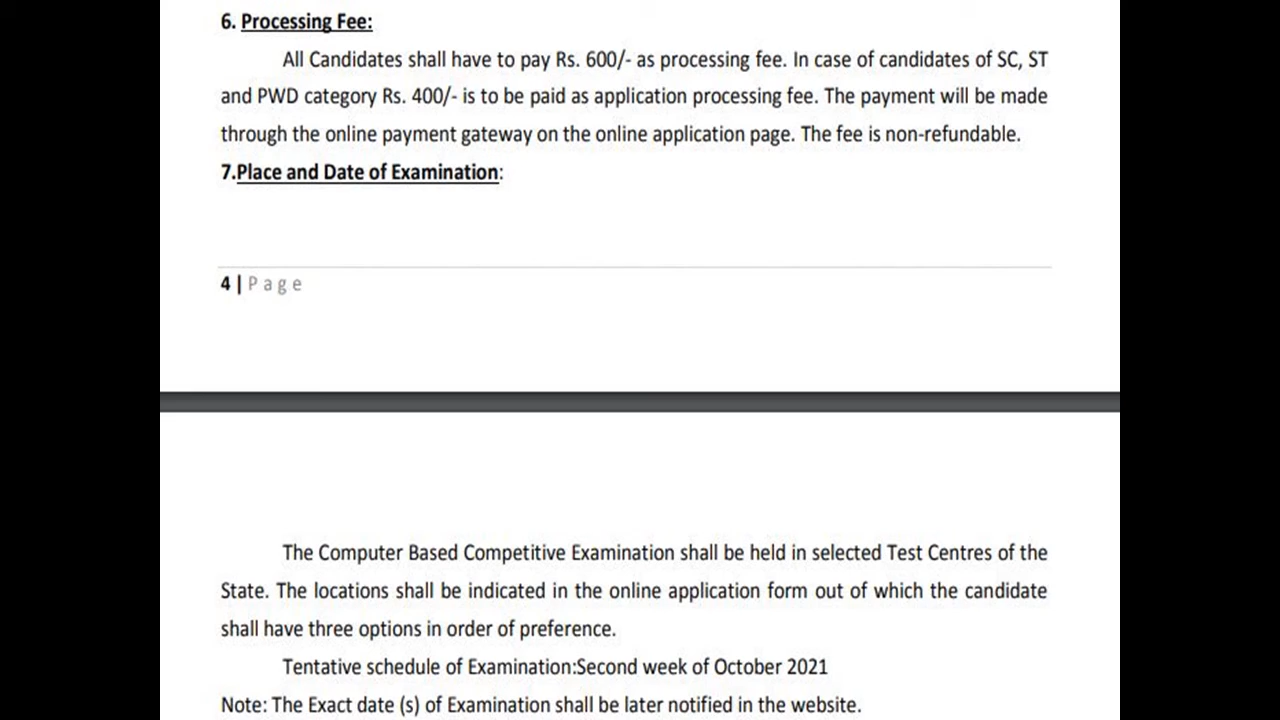 6. Processing Fee:
All Candidates shall have to pay Rs. 600/- as processing fee. In case of candidates of SC, ST
and PWD category Rs. 400/- is to be paid as application processing fee. The payment will be made
through the online payment gateway on the online application page. The fee is non-refundable.
7.Place and Date of Examination:
4 | P a g e
The Computer Based Competitive Examination shall be held in selected Test Centres of the
State. The locations shall be indicated in the online application form out of which the candidate
shall have three options in order of preference.
Tentative schedule of Examination:Second week of October 2021
Note: The Exact date (s) of Examination shall be later notified in the website.